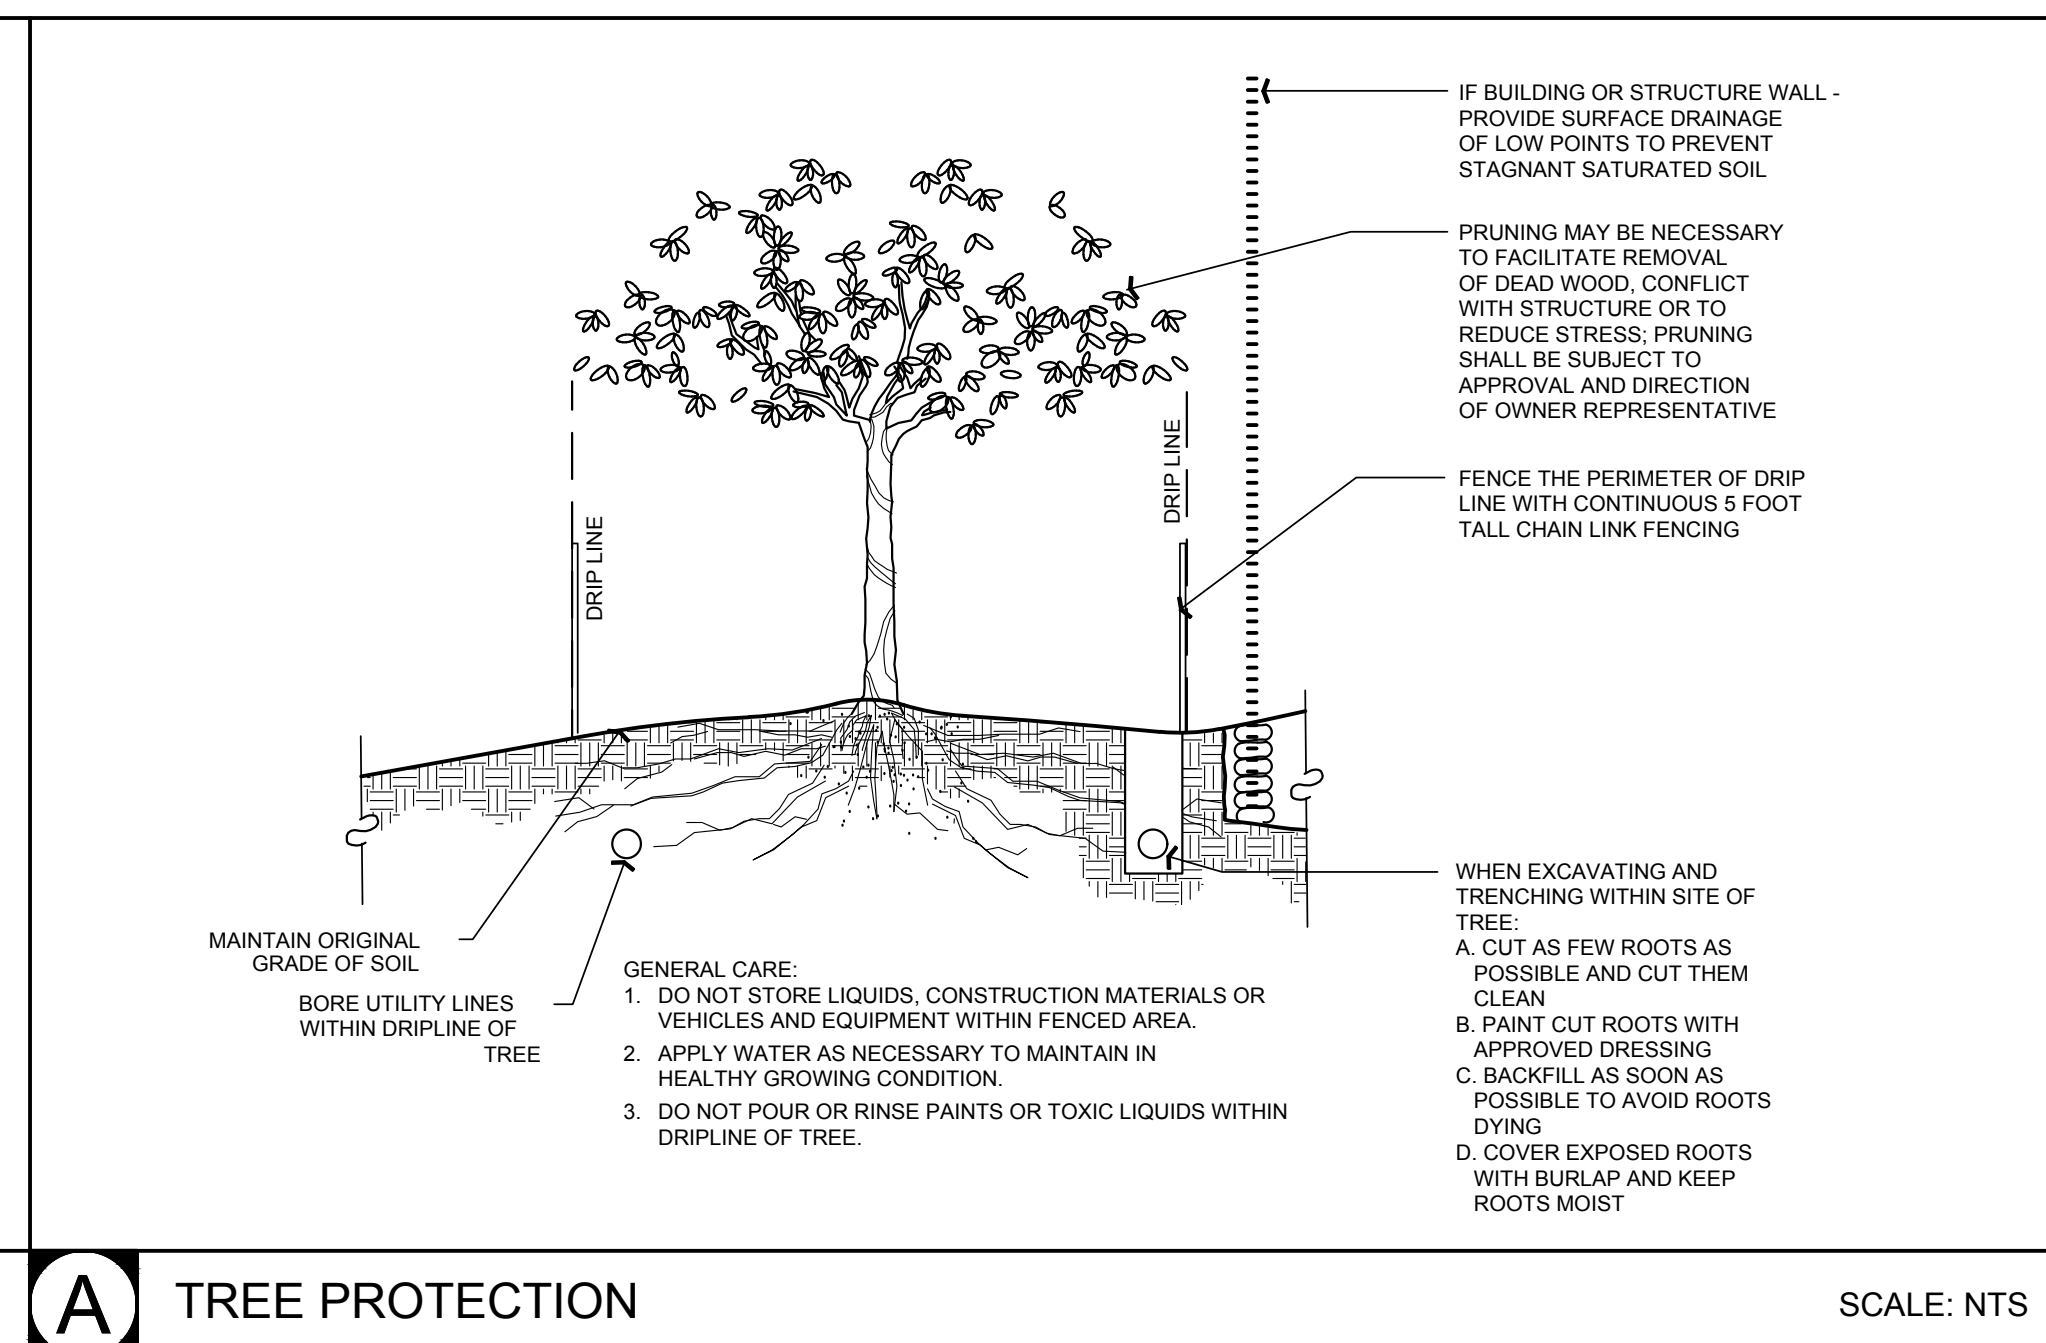 IF BUILDING OR STRUCTURE WALL -
PROVIDE SURFACE DRAINAGE
OF LOW POINTS TO PREVENT
STAGNANT SATURATED SOIL
PRUNING MAY BE NECESSARY
TO FACILITATE REMOVAL
OF DEAD WOOD, CONFLICT
WITH STRUCTURE OR TO
REDUCE STRESS; PRUNING
SHALL BE SUBJECT TO
APPROVAL AND DIRECTION
OF OWNER REPRESENTATIVE
DRIP LINE
DRIP LINE
FENCE THE PERIMETER OF DRIP
LINE WITH CONTINUOUS 5 FOOT
TALL CHAIN LINK FENCING
MAINTAIN ORIGINAL
GRADE OF SOIL
BORE UTILITY LINES
WITHIN DRIPLINE OF
TREE
GENERAL CARE:
1. DO NOT STORE LIQUIDS, CONSTRUCTION MATERIALS OR
VEHICLES AND EQUIPMENT WITHIN FENCED AREA.
2. APPLY WATER AS NECESSARY TO MAINTAIN IN
HEALTHY GROWING CONDITION.
3. DO NOT POUR OR RINSE PAINTS OR TOXIC LIQUIDS WITHIN
DRIPLINE OF TREE.
WHEN EXCAVATING AND
TRENCHING WITHIN SITE OF
TREE:
A. CUT AS FEW ROOTS AS
POSSIBLE AND CUT THEM
CLEAN
B. PAINT CUT ROOTS WITH
APPROVED DRESSING
C. BACKFILL AS SOON AS
POSSIBLE TO AVOID ROOTS
DYING
D. COVER EXPOSED ROOTS
WITH BURLAP AND KEEP
ROOTS MOIST
A
TREE PROTECTION
SCALE: NTS